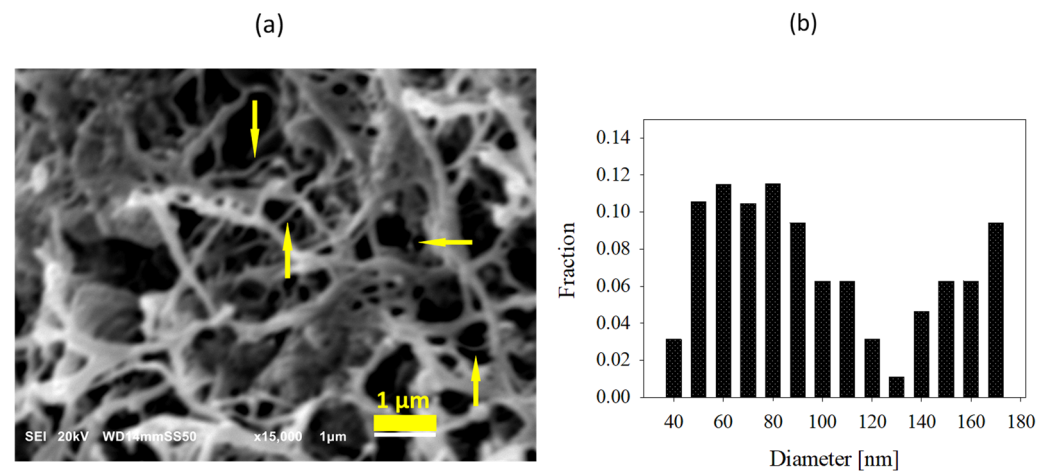 (a)
(b)
1 μm
SEI 20kV WD14mmSS50 x15,000 1μm
Fraction
0.14
0.12
0.10
0.08
0.06
0.04
0.02
0.00
40 60 80 100 120 140 160 180
Diameter [nm]